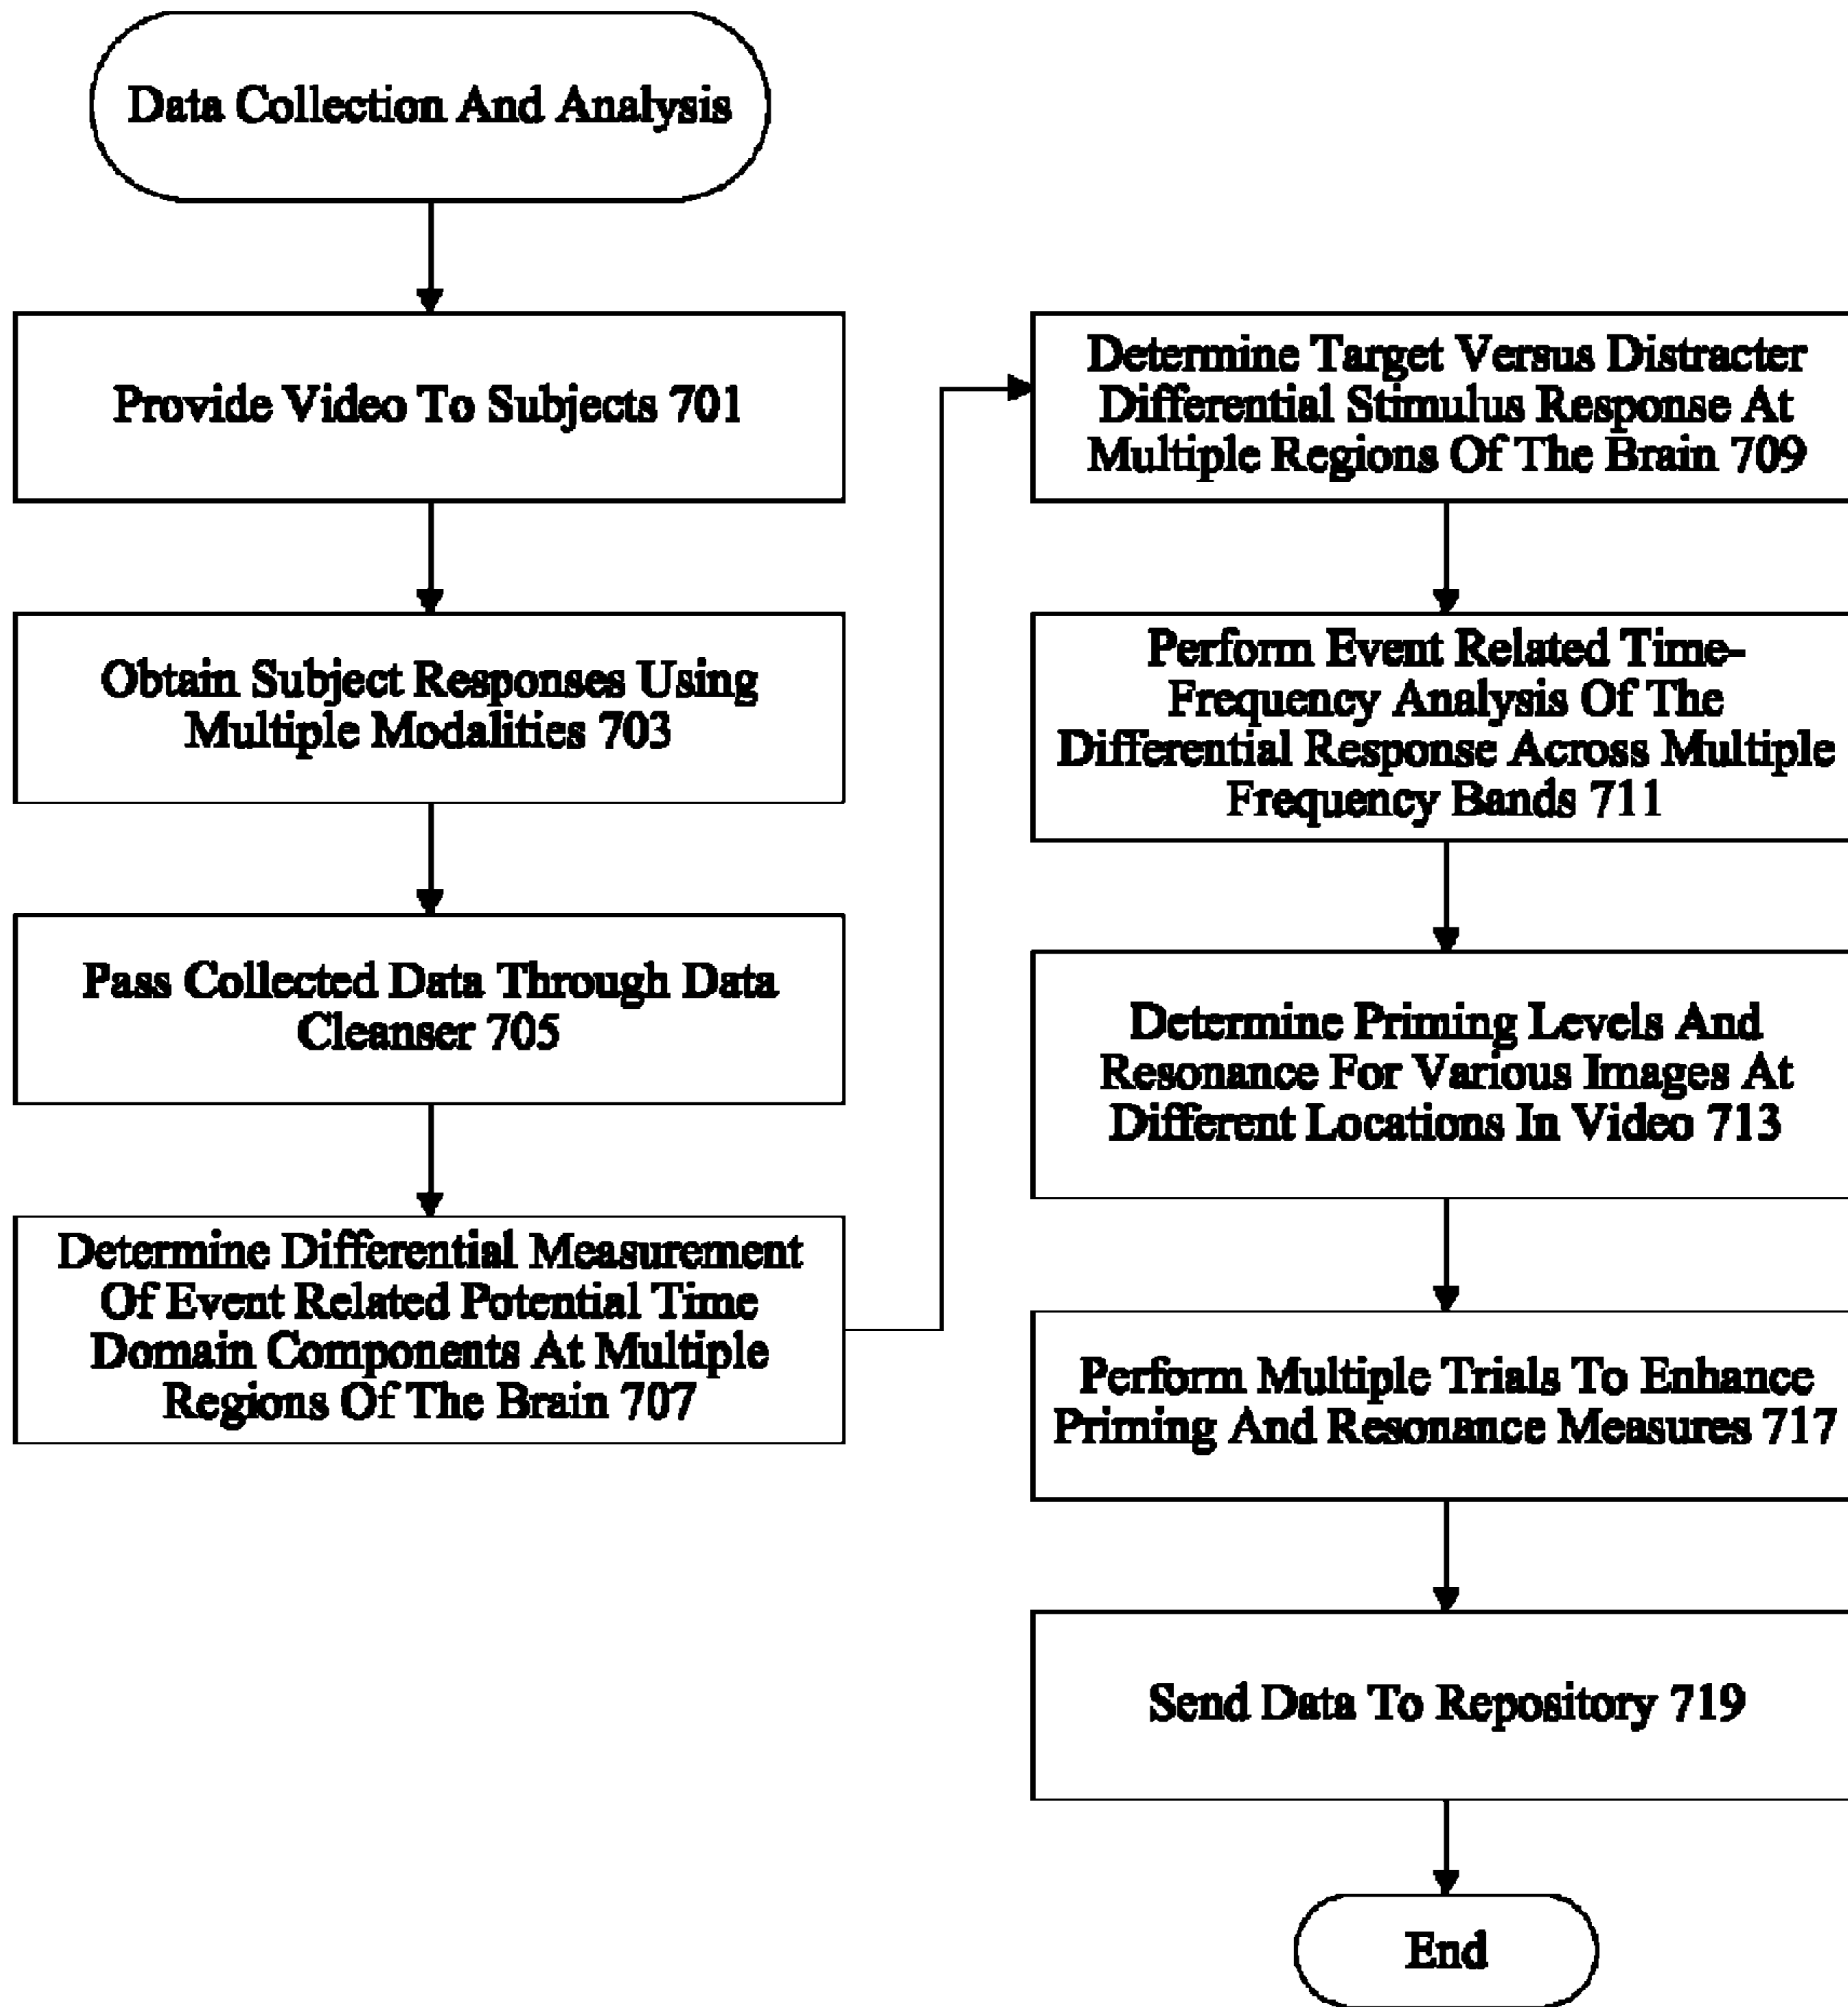 Data Collection And Analysis
Provide Video To Subjects 701
Obtain Subject Responses Using
Multiple Modalities 703
Pass Collected Data Through Data
Cleanser 705
Determine Differential Measurement
Of Event Related Potential Time
Domain Components At Multiple
Regions Of The Brain 707
Determine Target Versus Distracter
Differential Stimulus Response At
Multiple Regions Of The Brain 709
Perform Event Related Time-
Frequency Analysis Of The
Differential Response Across Multiple
Frequency Bands 711
Determine Priming Levels And
Resonance For Various Images At
Different Locations In Video 713
Perform Multiple Trials To Enhance
Priming And Resonance Measures 717
Send Data To Repository 719
End